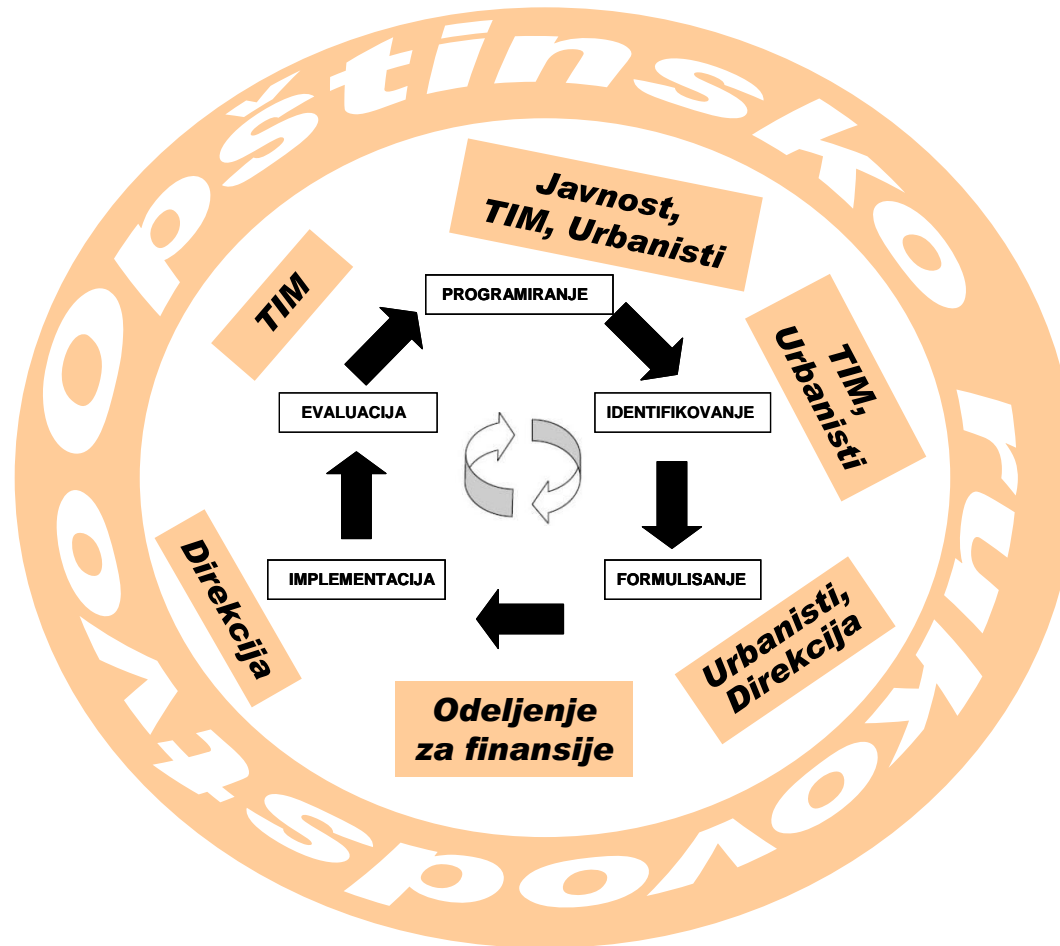 Opštinsko rukovodstvo
Javnost,
TIM, Urbanisti
TIM
PROGRAMIRANJE
TIM,
Urbanisti
EVALUACIJA
IDENTIFIKOVANJE
Direkcija
IMPLEMENTACIJA
FORMULISANJE
Urbanisti,
Direkcija
Odeljenje
za finansije